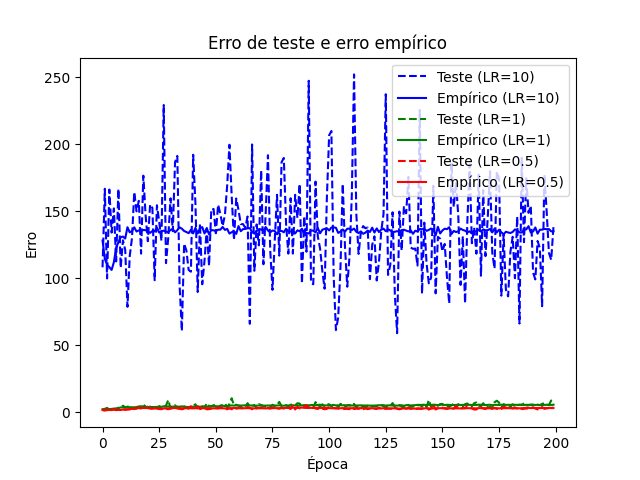 Erro de teste e erro empírico
Teste (LR=10)
Empírico (LR=10)
Teste (LR=1)
Empírico (LR=1)
Teste (LR=0.5)
Empírico (LR=0.5)
Erro
250
200
150
100
50
0
0
25
50
75
100
125
150
175
200
Época